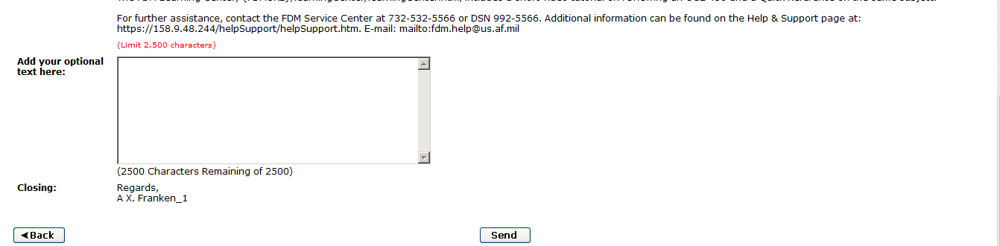 For further assistance, contact the FDM Service Center at 732-532-5566 or DSN 992-5566. Additional information can be found on the Help & Support page at:
https://158.9.48.244/helpSupport/helpSupport.htm. E-mail: mailto:fdm.help@us.af.mil
(Limit 2,500 characters)
Add your optional
text here:
(2500 Characters Remaining of 2500)
Closing:
Regards,
A X. Franken_1
Back
Send